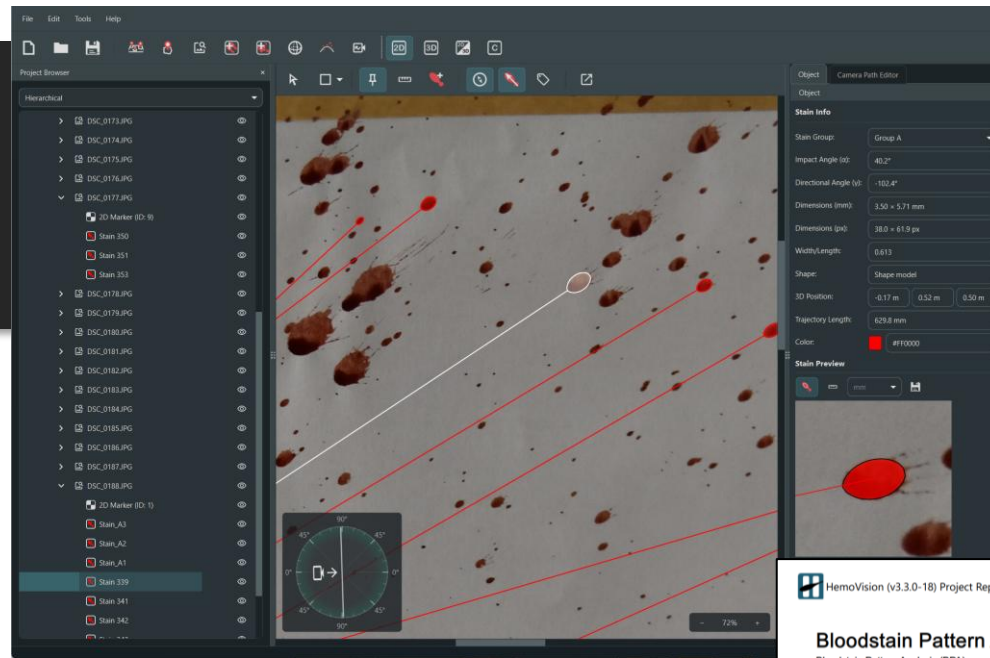 File Edit Tools Help
2D 3D 3D C
Project Browser ×
Hierarchical
DSC_0173.JPG
DSC_0174.JPG
DSC_0175.JPG
DSC_0176.JPG
DSC_0177.JPG
2D Marker (ID: 9)
Stain 350
Stain 351
Stain 353
DSC_0178.JPG
DSC_0179.JPG
DSC_0180.JPG
DSC_0181.JPG
DSC_0182.JPG
DSC_0183.JPG
DSC_0184.JPG
DSC_0185.JPG
DSC_0186.JPG
DSC_0187.JPG
DSC_0188.JPG
2D Marker (ID: 1)
Stain_A3
Stain_A2
Stain_A1
Stain 339
Stain 341
Stain 342
90°
45° 45°
0° 0°
45° 45°
90°
- 72% +
Object Camera Path Editor
Object
Stain Info
Stain Group: Group A
Impact Angle (α): 40.2°
Directional Angle (γ): -102.4°
Dimensions (mm): 3.50 × 5.71 mm
Dimensions (px): 38.0 × 61.9 px
Width/Length: 0.613
Shape: Shape model
3D Position: -0.17 m 0.52 m 0.50 m
Trajectory Length: 629.8 mm
Color: #FF0000
Stain Preview
mm
HemoVision (v3.3.0-18) Project Rep
Bloodstain Pattern